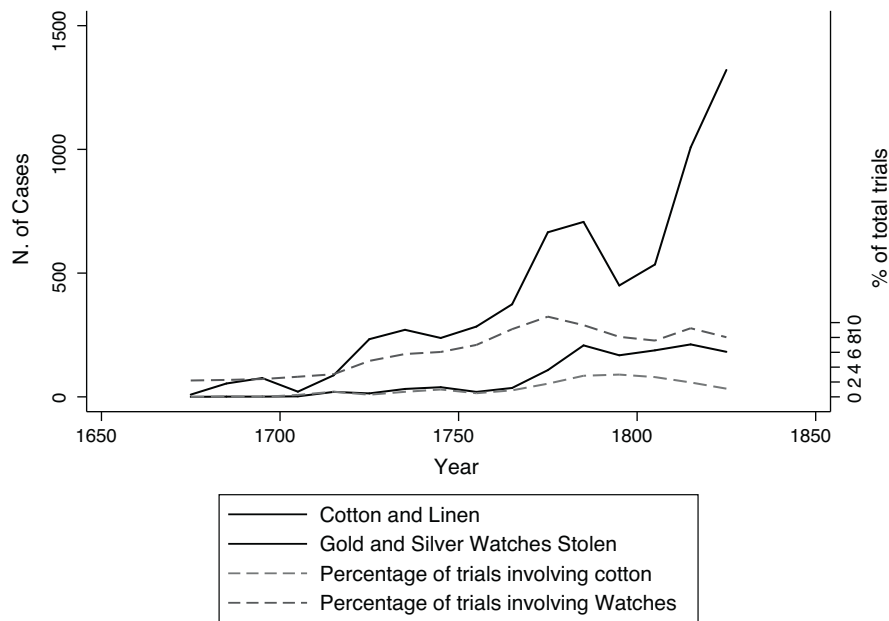 1500
1000
500
0
N. of Cases
0 2 4 6 8 10
% of total trials
1650 1700 1750 1800 1850
Year
Cotton and Linen
Gold and Silver Watches Stolen
Percentage of trials involving cotton
Percentage of trials involving Watches